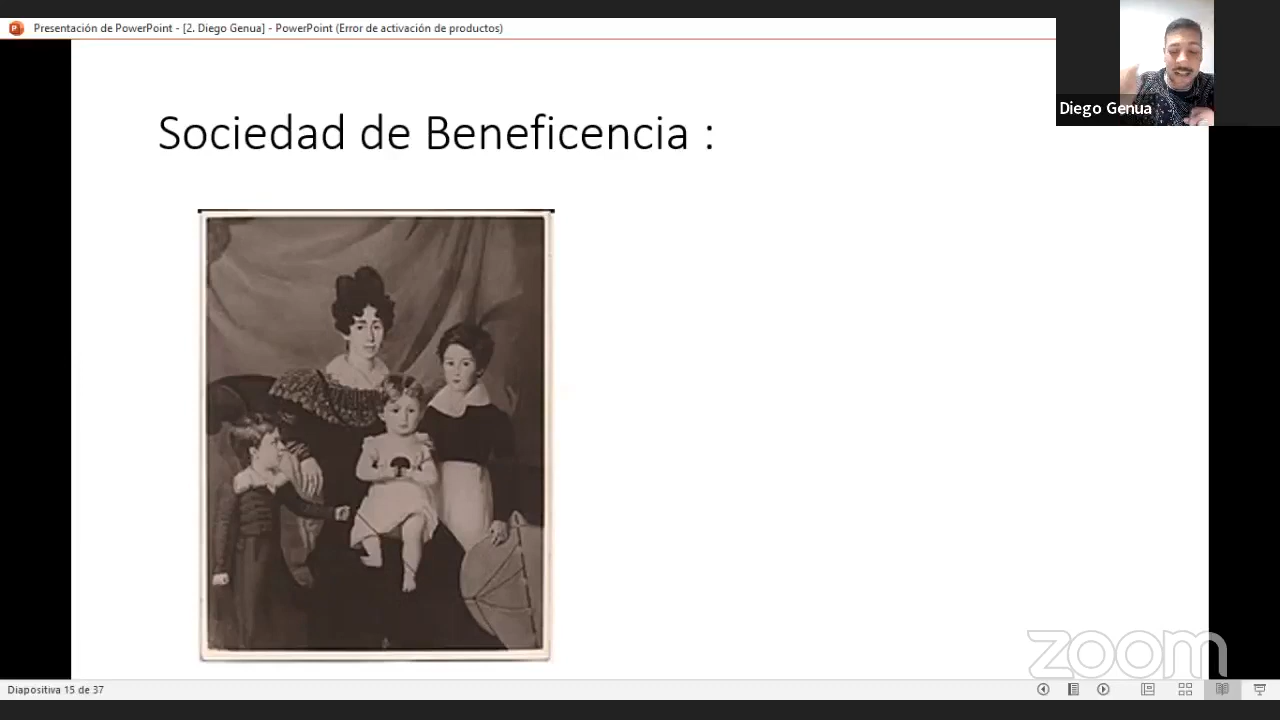 Presentación de PowerPoint - [2. Diego Genua] - PowerPoint (Error de activación de productos)
Diego Genua
Sociedad de Beneficencia :
zoom
Diapositiva 15 de 37